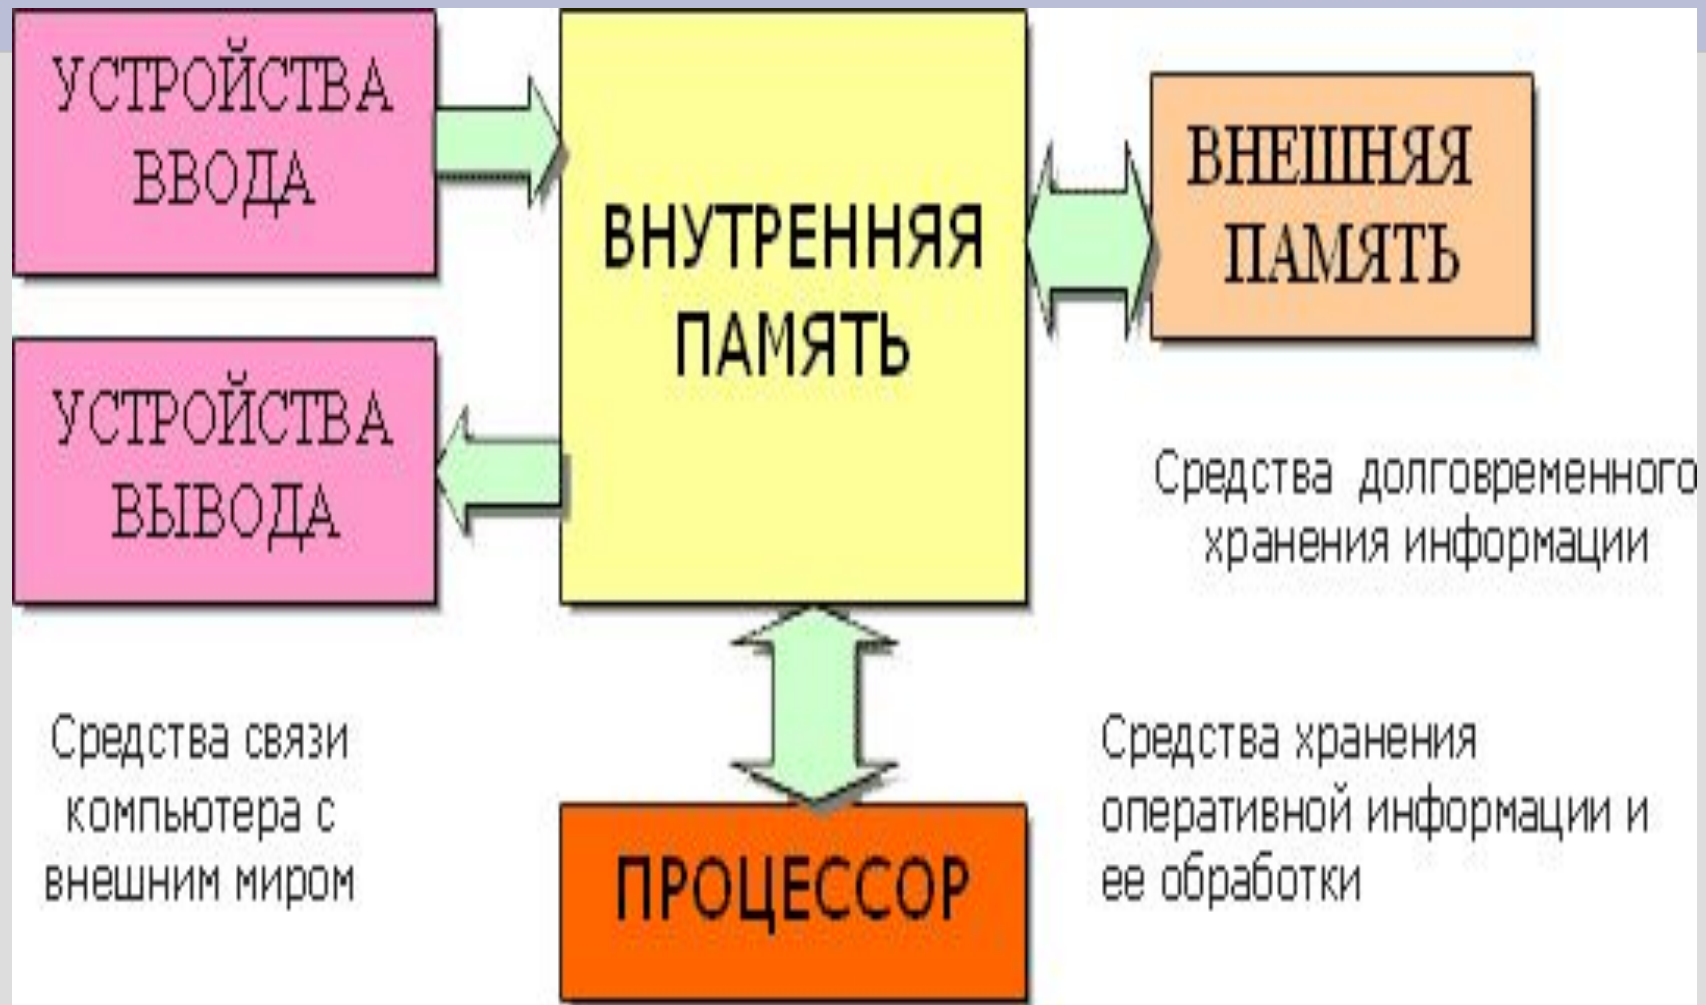 УСТРОЙСТВА
ВВОДА
ВНУТРЕННЯЯ
ПАМЯТЬ
ВНЕШНЯЯ
ПАМЯТЬ
УСТРОЙСТВА
ВЫВОДА
Средства долговременного
хранения информации
Средства связи
компьютера с
внешним миром
ПРОЦЕССОР
Средства хранения
оперативной информации и
ее обработки